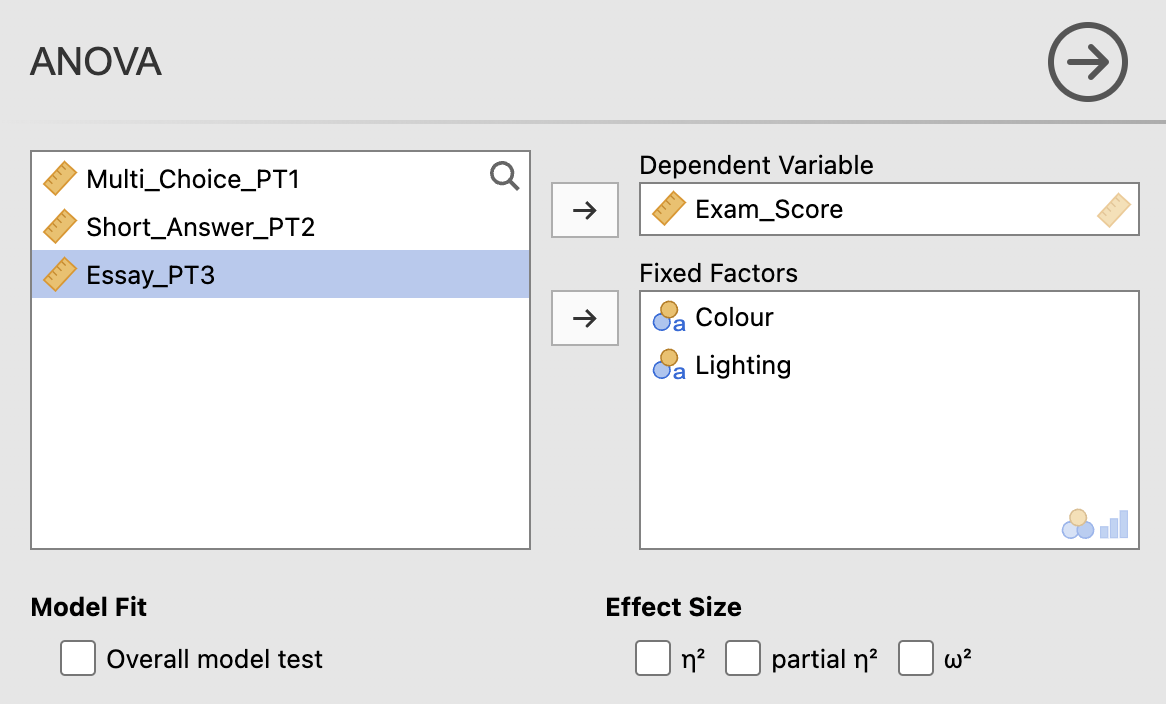 ANOVA
Multi_Choice_PT1
Short_Answer_PT2
Essay_PT3
Dependent Variable
Exam_Score
Fixed Factors
a Colour
a Lighting
Model Fit
Overall model test
Effect Size
η² partial η² ω²